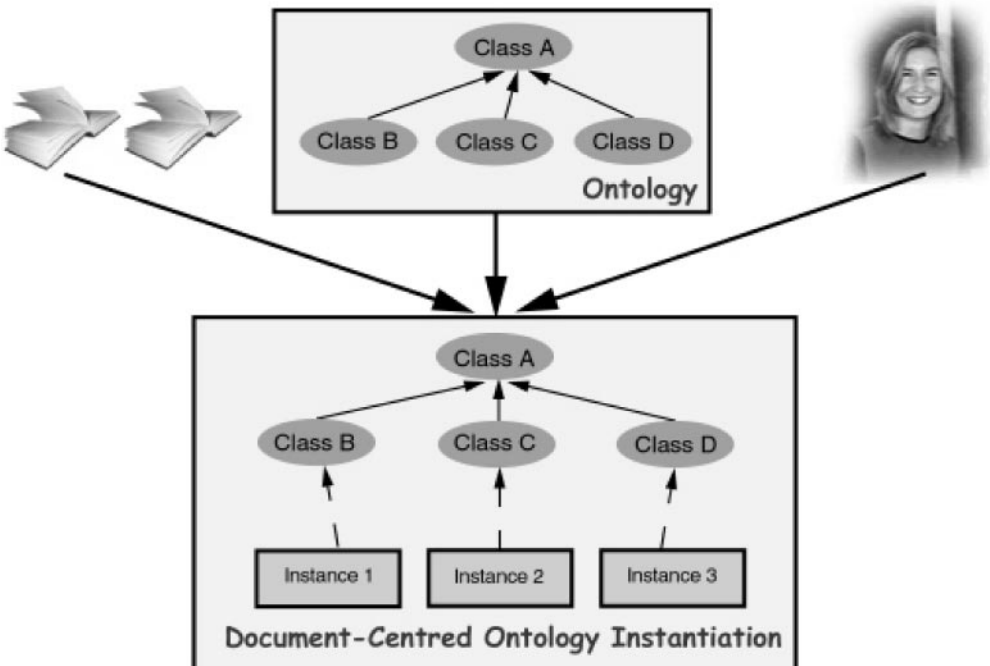 Class A
Class B
Class C
Class D
Ontology
Class A
Class B
Class C
Class D
Instance 1
Instance 2
Instance 3
Document-Centred Ontology Instantiation